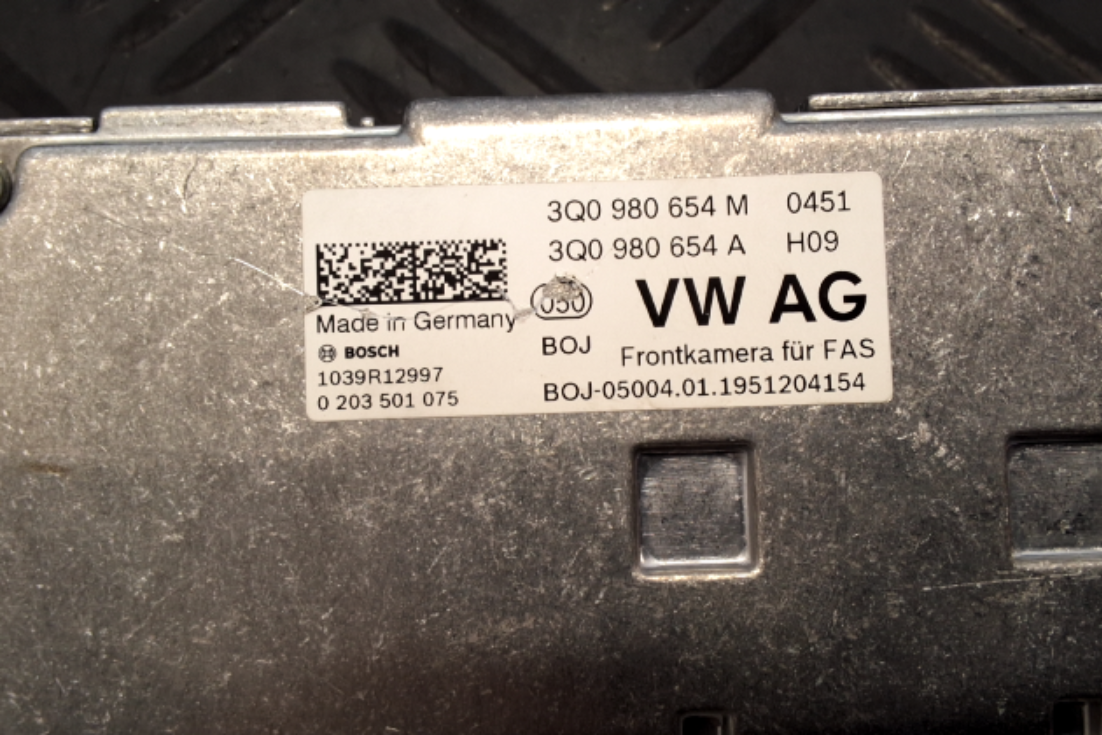 3Q0 980 654 M 0451
3Q0 980 654 A H09
050
VW AG
Made in Germany
BOSCH
BOJ
Frontkamera für FAS
1039R12997
0 203 501 075
BOJ-05004.01.1951204154